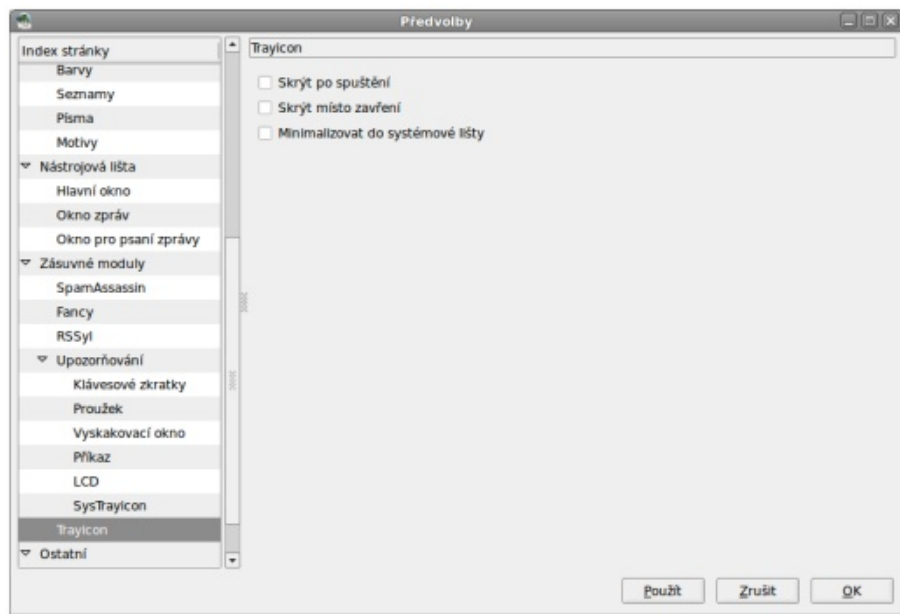 Předvolby
Index stránky
Barvy
Seznamy
Písma
Motivy
Nástrojová lišta
Hlavní okno
Okno zpráv
Okno pro psaní zprávy
Zásuvné moduly
SpamAssassin
Fancy
RSSyl
Upozorňování
Klávesové zkratky
Proužek
Vyskakovací okno
Příkaz
LCD
SysTrayicon
Trayicon
Ostatní
Trayicon
Skrýt po spuštění
Skrýt místo zavření
Minimalizovat do systémové lišty
Použít
Zrušit
OK